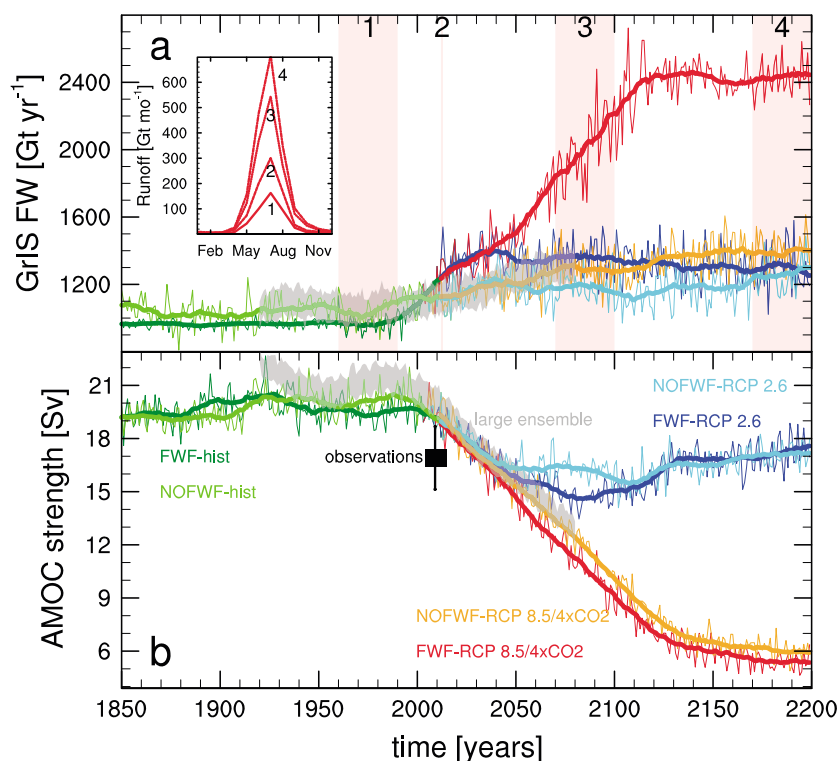 1 2 3 4
a
GrIS FW [Gt yr⁻¹]
2400
2000
1600
1200
Runoff [Gt mo⁻¹]
600
500
400
300
200
100
4
3
2
1
Feb May Aug Nov
b
AMOC strength [Sv]
21
18
15
12
9
6
NOFWF-RCP 2.6
large ensemble
FWF-RCP 2.6
FWF-hist
observations
NOFWF-hist
NOFWF-RCP 8.5/4xCO2
FWF-RCP 8.5/4xCO2
1850 1900 1950 2000 2050 2100 2150 2200
time [years]